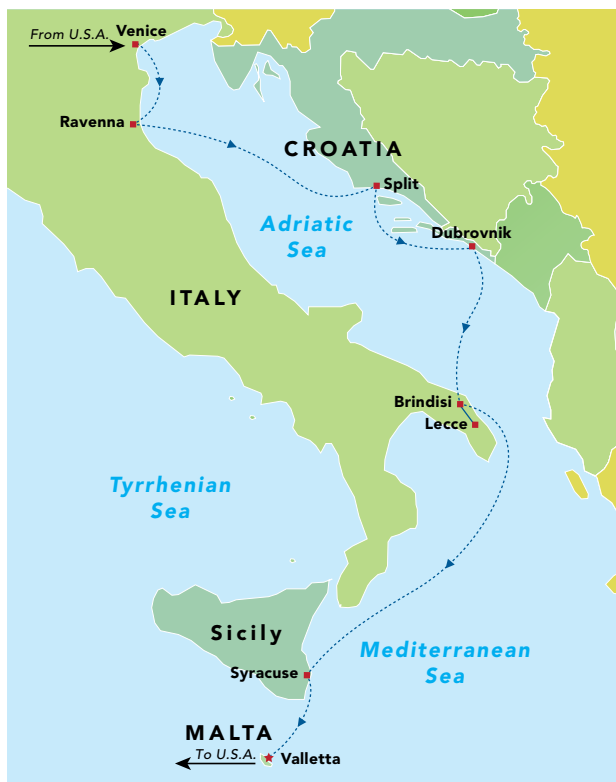 From U.S.A.
Venice
Ravenna
CROATIA
Split
Adriatic
Sea
Dubrovnik
ITALY
Brindisi
Lecce
Tyrrhenian
Sea
Sicily
Mediterranean
Sea
Syracuse
MALTA
To U.S.A.
Valletta